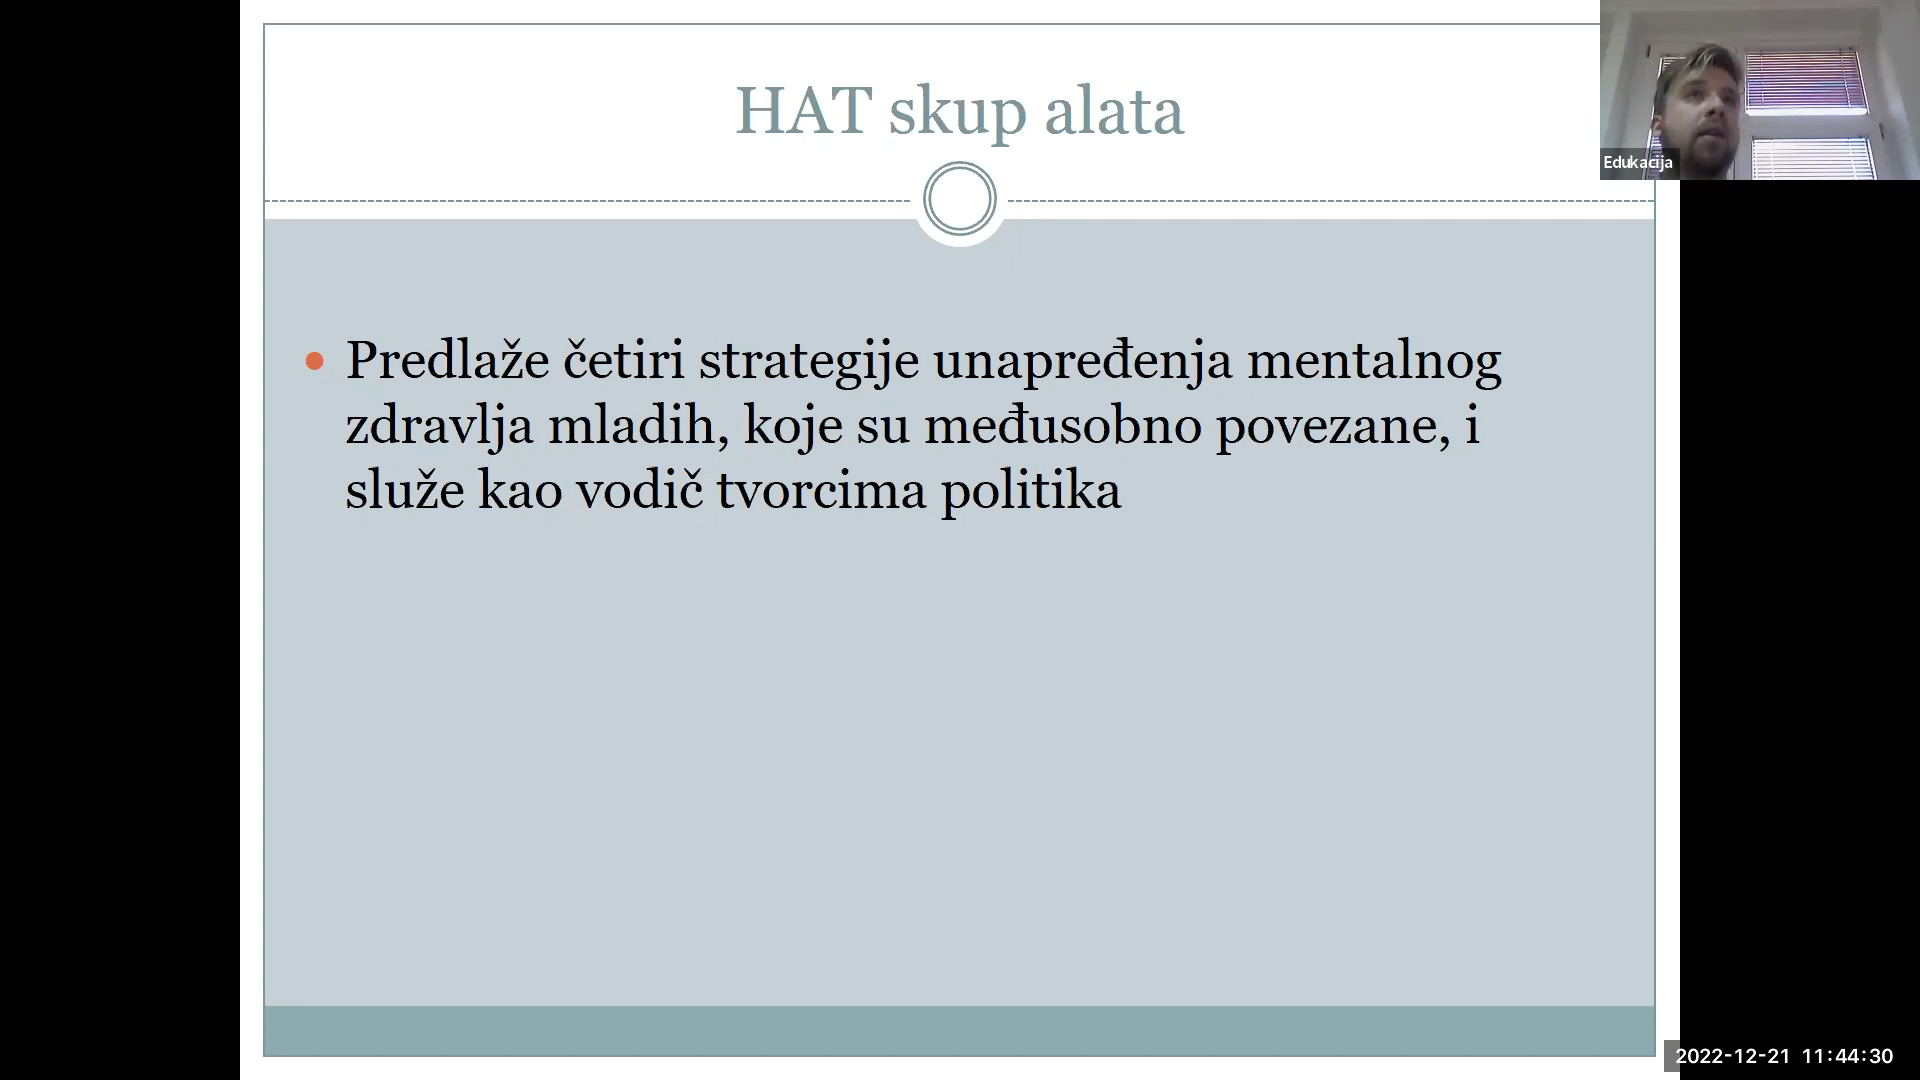 HAT skup alata
Edukacija
Predlaže četiri strategije unapređenja mentalnog
zdravlja mladih, koje su međusobno povezane, i
služe kao vodič tvorcima politika
2022-12-21 11:44:30